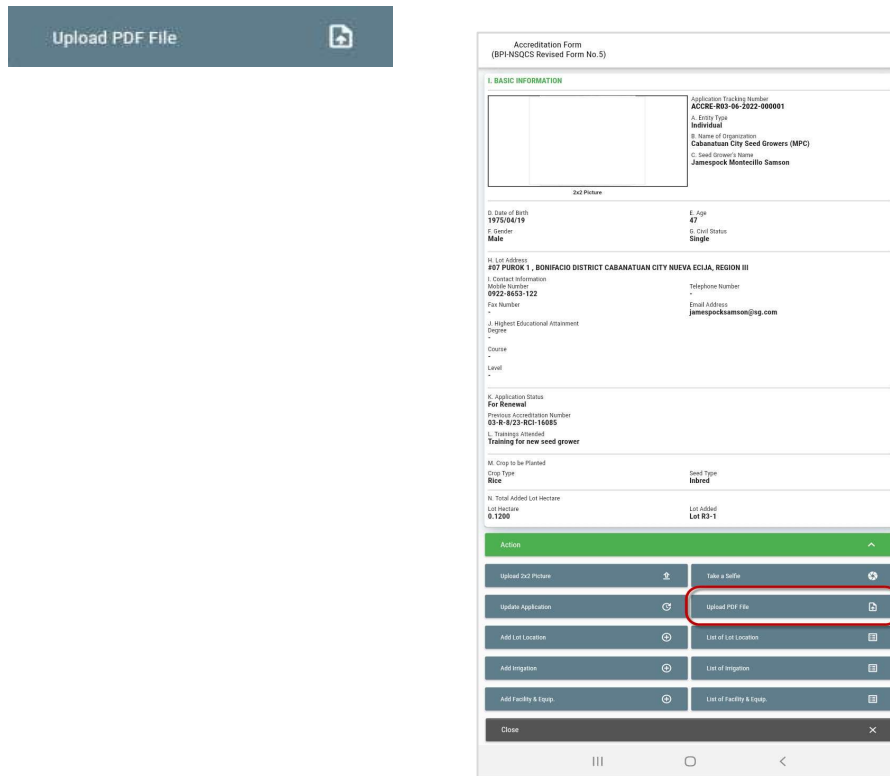 Upload PDF File
Accreditation Form
(BPI-NSQCS Revised Form No.5)
I. BASIC INFORMATION
Application Tracking Number
ACCRE-R03-06-2022-000001
A. Entity Type
Individual
B. Name of Organization
Cabanatuan City Seed Growers (MPC)
C. Seed Grower's Name
Jamespock Montecillo Samson
2x2 Picture
D. Date of Birth
1975/04/19
E. Age
47
F. Gender
Male
G. Civil Status
Single
H. Lot Address
#07 PUROK 1 , BONIFACIO DISTRICT CABANATUAN CITY NUEVA ECIJA, REGION III
I. Contact Information
Mobile Number
0922-8653-122
Telephone Number
-
Fax Number
-
Email Address
jamespocksamson@sg.com
J. Highest Educational Attainment
Degree
-
Course
-
Level
-
K. Application Status
For Renewal
Previous Accreditation Number
03-R-8/23-RCI-16085
L. Trainings Attended
Training for new seed grower
M. Crop to be Planted
Crop Type
Rice
Seed Type
Inbred
N. Total Added Lot Hectare
Lot Hectare
0.1200
Lot Added
Lot R3-1
Action
Upload 2x2 Picture
Take a Selfie
Update Application
Upload PDF File
Add Lot Location
List of Lot Location
Add Irrigation
List of Irrigation
Add Facility & Equip.
List of Facility & Equip.
Close